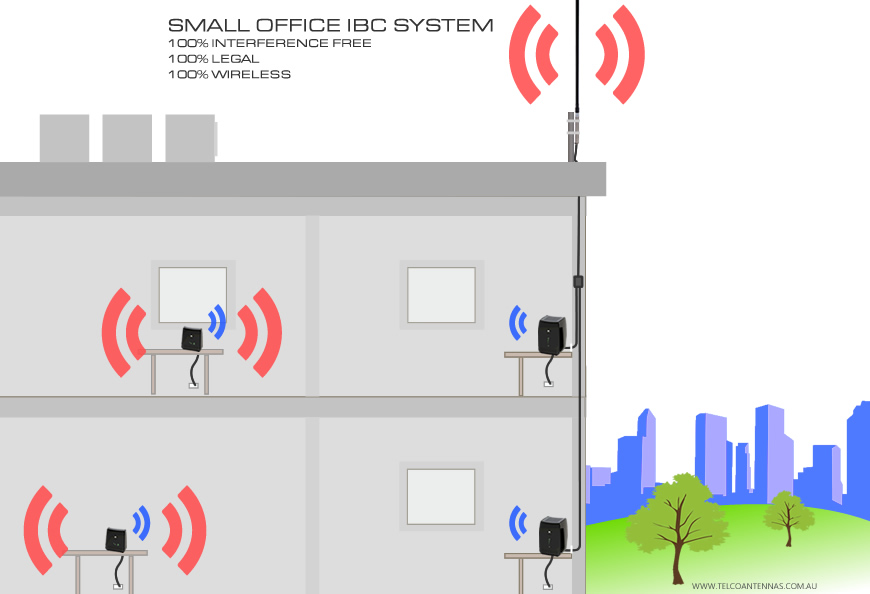 SMALL OFFICE IBC SYSTEM
100% INTERFERENCE FREE
100% LEGAL
100% WIRELESS
WWW.TELCOANTENNAS.COM.AU